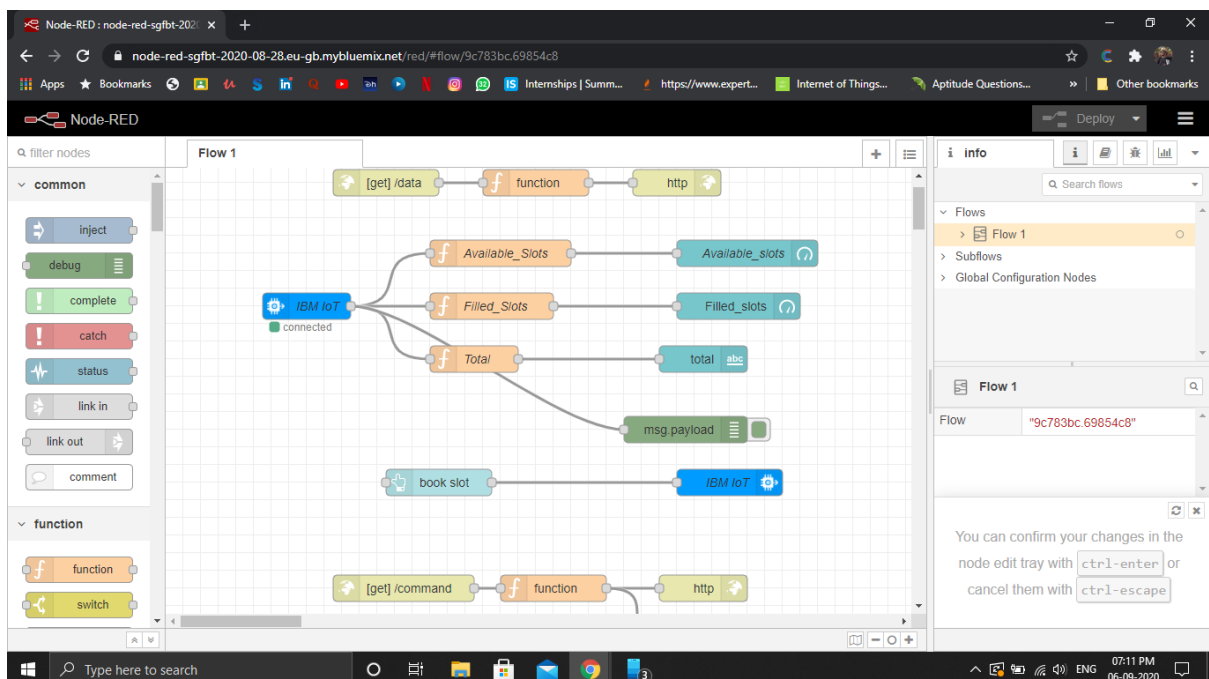 Node-RED : node-red-sgfbt-202
node-red-sgfbt-2020-08-28.eu-gb.mybluemix.net/red/#flow/9c783bc.69854c8
Apps Bookmarks Internships | Summ... https://www.expert... Internet of Things... Aptitude Questions... » Other bookmarks
Node-RED Deploy
filter nodes Flow 1 i info
common
inject
debug
complete
catch
status
link in
link out
comment
function
function
switch
[get] /data function http
Available_Slots Available_slots
IBM IoT Filled_Slots Filled_slots
connected
Total total abc
msg.payload
book slot IBM IoT
[get] /command function http
Search flows
Flows
Flow 1
Subflows
Global Configuration Nodes
Flow 1
Flow "9c783bc.69854c8"
You can confirm your changes in the
node edit tray with ctrl-enter or
cancel them with ctrl-escape
Type here to search ENG 07:11 PM
06-09-2020